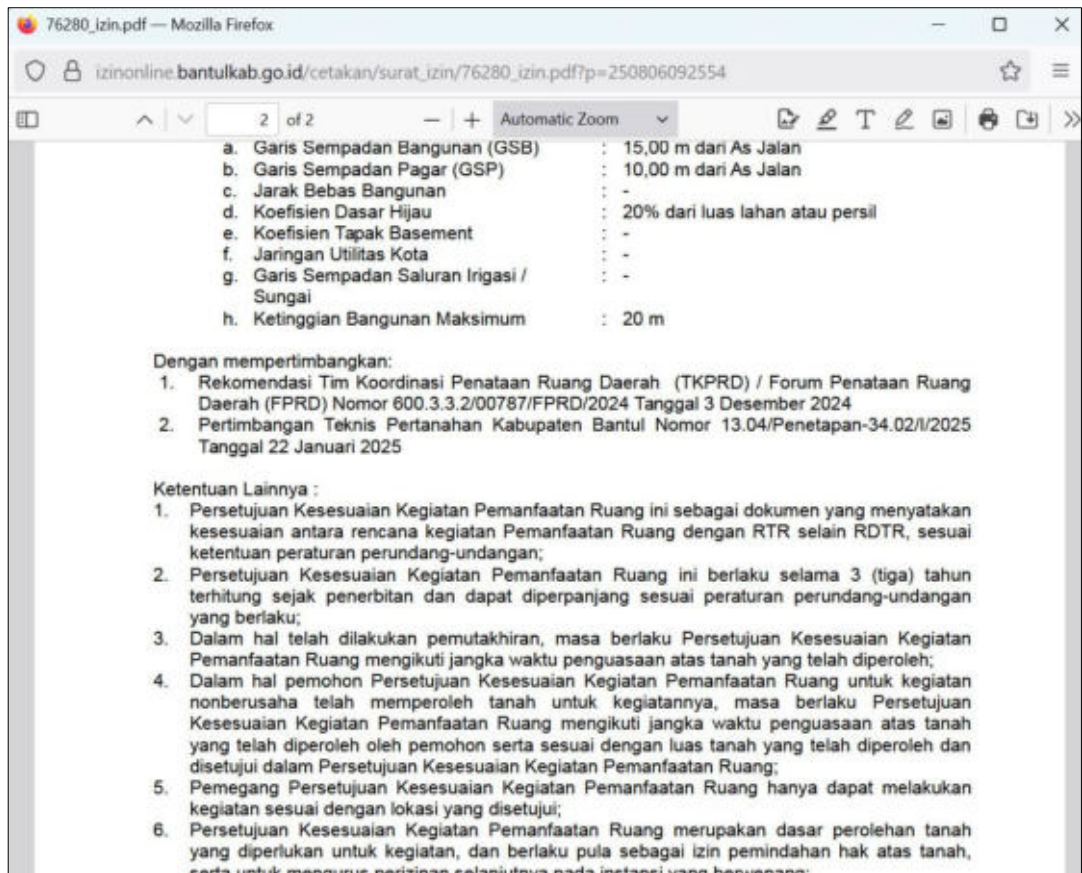 76280_izin.pdf — Mozilla Firefox
izinonline.bantulkab.go.id/cetakan/surat_izin/76280_izin.pdf?p=250806092554
2 of 2 — + Automatic Zoom
a. Garis Sempadan Bangunan (GSB) : 15,00 m dari As Jalan
b. Garis Sempadan Pagar (GSP) : 10,00 m dari As Jalan
c. Jarak Bebas Bangunan : -
d. Koefisien Dasar Hijau : 20% dari luas lahan atau persil
e. Koefisien Tapak Basement : -
f. Jaringan Utilitas Kota : -
g. Garis Sempadan Saluran Irigasi / : -
Sungai
h. Ketinggian Bangunan Maksimum : 20 m
Dengan mempertimbangkan:
1. Rekomendasi Tim Koordinasi Penataan Ruang Daerah (TKPRD) / Forum Penataan Ruang
Daerah (FPRD) Nomor 600.3.3.2/00787/FPRD/2024 Tanggal 3 Desember 2024
2. Pertimbangan Teknis Pertanahan Kabupaten Bantul Nomor 13.04/Penetapan-34.02/I/2025
Tanggal 22 Januari 2025
Ketentuan Lainnya :
1. Persetujuan Kesesuaian Kegiatan Pemanfaatan Ruang ini sebagai dokumen yang menyatakan
kesesuaian antara rencana kegiatan Pemanfaatan Ruang dengan RTR selain RDTR, sesuai
ketentuan peraturan perundang-undangan;
2. Persetujuan Kesesuaian Kegiatan Pemanfaatan Ruang ini berlaku selama 3 (tiga) tahun
terhitung sejak penerbitan dan dapat diperpanjang sesuai peraturan perundang-undangan
yang berlaku;
3. Dalam hal telah dilakukan pemutakhiran, masa berlaku Persetujuan Kesesuaian Kegiatan
Pemanfaatan Ruang mengikuti jangka waktu penguasaan atas tanah yang telah diperoleh;
4. Dalam hal pemohon Persetujuan Kesesuaian Kegiatan Pemanfaatan Ruang untuk kegiatan
nonberusaha telah memperoleh tanah untuk kegiatannya, masa berlaku Persetujuan
Kesesuaian Kegiatan Pemanfaatan Ruang mengikuti jangka waktu penguasaan atas tanah
yang telah diperoleh oleh pemohon serta sesuai dengan luas tanah yang telah diperoleh dan
disetujui dalam Persetujuan Kesesuaian Kegiatan Pemanfaatan Ruang;
5. Pemegang Persetujuan Kesesuaian Kegiatan Pemanfaatan Ruang hanya dapat melakukan
kegiatan sesuai dengan lokasi yang disetujui;
6. Persetujuan Kesesuaian Kegiatan Pemanfaatan Ruang merupakan dasar perolehan tanah
yang diperlukan untuk kegiatan, dan berlaku pula sebagai izin pemindahan hak atas tanah,
serta untuk mengurus perizinan selanjutnya pada instansi yang berwenang;